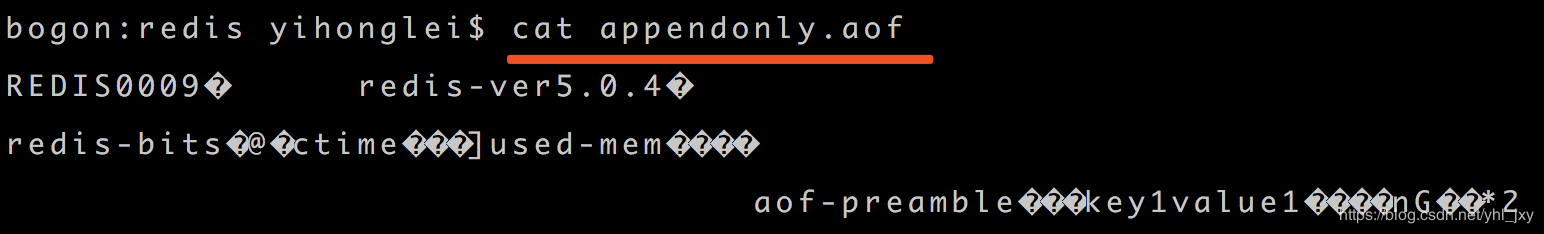 bogon:redis yihonglei$ cat appendonly.aof
REDIS0009� redis-ver5.0.4�
redis-bits�@�ctime���]used-mem����
aof-preamble���key1value1����nG��*2
https://blog.csdn.net/yhl_jxy